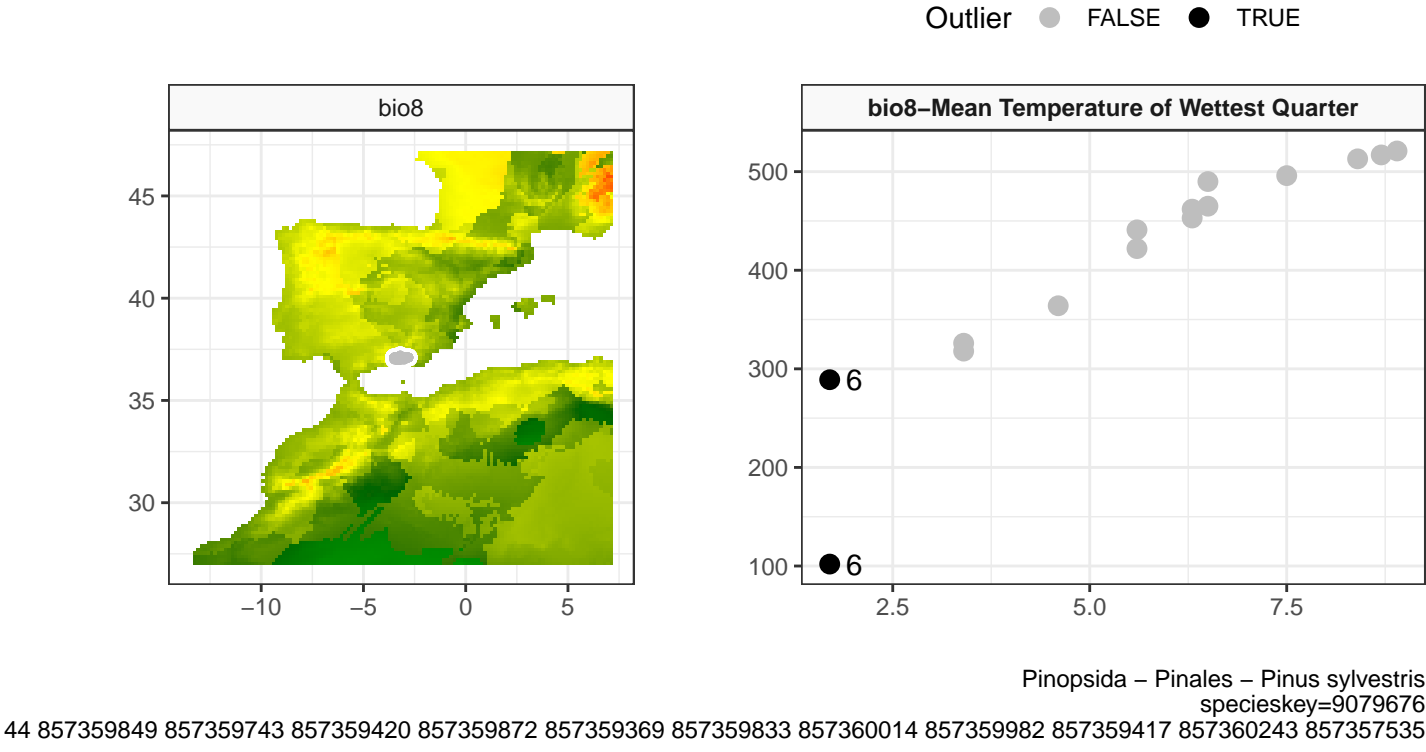 Outlier FALSE TRUE
bio8
bio8–Mean Temperature of Wettest Quarter
45
40
35
30
−10 −5 0 5
500
400
300
200
100
6
6
2.5 5.0 7.5
Pinopsida – Pinales – Pinus sylvestris
specieskey=9079676
44 857359849 857359743 857359420 857359872 857359369 857359833 857360014 857359982 857359417 857360243 857357535